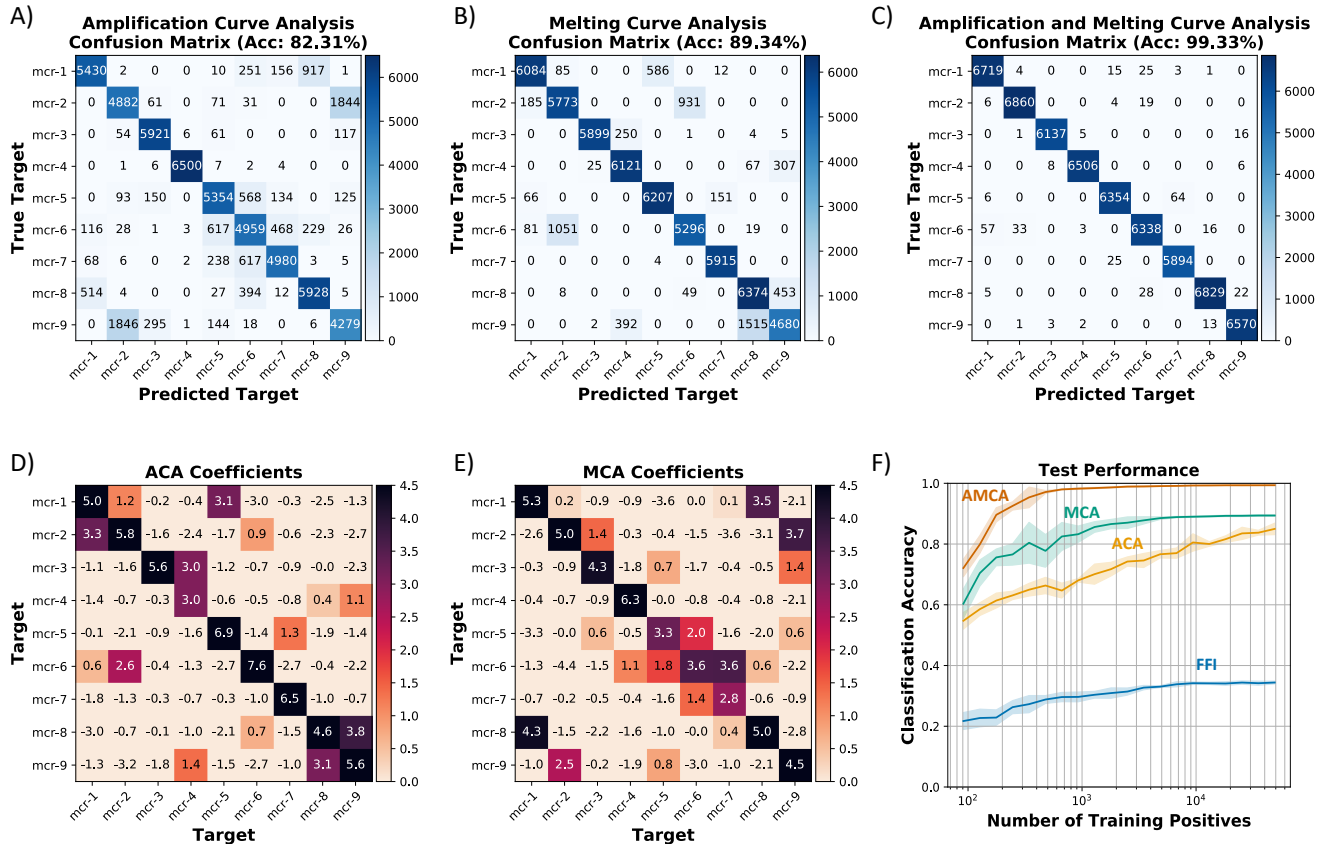 A)
Amplification Curve Analysis
Confusion Matrix (Acc: 82.31%)
True Target
mcr-1 5430 2 0 0 10 251 156 917 1
mcr-2 0 4882 61 0 71 31 0 0 1844
mcr-3 0 54 5921 6 61 0 0 0 117
mcr-4 0 1 6 6500 7 2 4 0 0
mcr-5 0 93 150 0 5354 568 134 0 125
mcr-6 116 28 1 3 617 4959 468 229 26
mcr-7 68 6 0 2 238 617 4980 3 5
mcr-8 514 4 0 0 27 394 12 5928 5
mcr-9 0 1846 295 1 144 18 0 6 4279
mcr-1 mcr-2 mcr-3 mcr-4 mcr-5 mcr-6 mcr-7 mcr-8 mcr-9
Predicted Target
6000
5000
4000
3000
2000
1000
0
B)
Melting Curve Analysis
Confusion Matrix (Acc: 89.34%)
True Target
mcr-1 6084 85 0 0 586 0 12 0 0
mcr-2 185 5773 0 0 0 931 0 0 0
mcr-3 0 0 5899 250 0 1 0 4 5
mcr-4 0 0 25 6121 0 0 0 67 307
mcr-5 66 0 0 0 6207 0 151 0 0
mcr-6 81 1051 0 0 0 5296 0 19 0
mcr-7 0 0 0 0 4 0 5915 0 0
mcr-8 0 8 0 0 0 49 0 6374 453
mcr-9 0 0 2 392 0 0 0 1515 4680
mcr-1 mcr-2 mcr-3 mcr-4 mcr-5 mcr-6 mcr-7 mcr-8 mcr-9
Predicted Target
6000
5000
4000
3000
2000
1000
0
C)
Amplification and Melting Curve Analysis
Confusion Matrix (Acc: 99.33%)
True Target
mcr-1 6719 4 0 0 15 25 3 1 0
mcr-2 6 6860 0 0 4 19 0 0 0
mcr-3 0 1 6137 5 0 0 0 0 16
mcr-4 0 0 8 6506 0 0 0 0 6
mcr-5 6 0 0 0 6354 0 64 0 0
mcr-6 57 33 0 3 0 6338 0 16 0
mcr-7 0 0 0 0 25 0 5894 0 0
mcr-8 5 0 0 0 0 28 0 6829 22
mcr-9 0 1 3 2 0 0 0 13 6570
mcr-1 mcr-2 mcr-3 mcr-4 mcr-5 mcr-6 mcr-7 mcr-8 mcr-9
Predicted Target
6000
5000
4000
3000
2000
1000
0
D)
ACA Coefficients
Target
mcr-1 5.0 1.2 -0.2 -0.4 3.1 -3.0 -0.3 -2.5 -1.3
mcr-2 3.3 5.8 -1.6 -2.4 -1.7 0.9 -0.6 -2.3 -2.7
mcr-3 -1.1 -1.6 5.6 3.0 -0.7 -0.3 -0.9 -0.0 -2.3
mcr-4 -1.4 -0.7 -0.3 3.0 -0.6 -0.5 -0.8 0.4 1.1
mcr-5 -0.1 -2.1 -0.9 -1.6 6.9 -1.4 1.3 -1.9 -1.4
mcr-6 0.6 2.6 -0.4 -1.3 -2.7 7.6 -2.7 -0.4 -2.2
mcr-7 -1.8 -1.3 -0.7 -0.3 -0.6 -1.0 6.5 -1.0 -0.7
mcr-8 -3.0 -0.7 -0.5 -1.0 -2.1 0.7 -1.5 4.6 3.8
mcr-9 -1.3 -3.2 -1.8 1.4 -1.5 -2.7 -1.0 3.1 5.6
mcr-1 mcr-2 mcr-3 mcr-4 mcr-5 mcr-6 mcr-7 mcr-8 mcr-9
Target
4.5
4.0
3.5
3.0
2.5
2.0
1.5
1.0
0.5
0.0
E)
MCA Coefficients
Target
mcr-1 5.3 0.2 -0.9 -0.9 -3.6 0.0 0.1 3.5 -2.1
mcr-2 -2.6 5.0 1.4 -0.4 -1.5 -3.5 -0.6 -0.9 3.7
mcr-3 -0.3 -0.9 4.3 -1.8 0.7 -1.7 -0.4 -0.2 1.4
mcr-4 -0.4 -0.7 -0.9 6.3 -0.0 -0.8 -0.4 -0.8 -2.1
mcr-5 -3.3 -0.0 0.6 -0.5 3.3 2.0 -1.6 -2.0 0.6
mcr-6 -1.3 -4.4 -1.5 1.1 1.8 3.6 3.6 0.6 -2.2
mcr-7 -0.7 -0.2 -0.5 -0.4 -1.6 1.4 2.8 -0.6 -0.9
mcr-8 4.3 -1.5 -2.2 -1.6 -1.0 -0.0 0.4 5.0 -2.8
mcr-9 -1.0 2.5 -0.2 -1.9 0.8 -3.0 -1.0 -2.1 4.5
mcr-1 mcr-2 mcr-3 mcr-4 mcr-5 mcr-6 mcr-7 mcr-8 mcr-9
Target
4.5
4.0
3.5
3.0
2.5
2.0
1.5
1.0
0.5
0.0
F)
Test Performance
Classification Accuracy
1.0
0.8
0.6
0.4
0.2
0.0
AMCA
MCA
ACA
FFI
10² 10³ 10⁴
Number of Training Positives